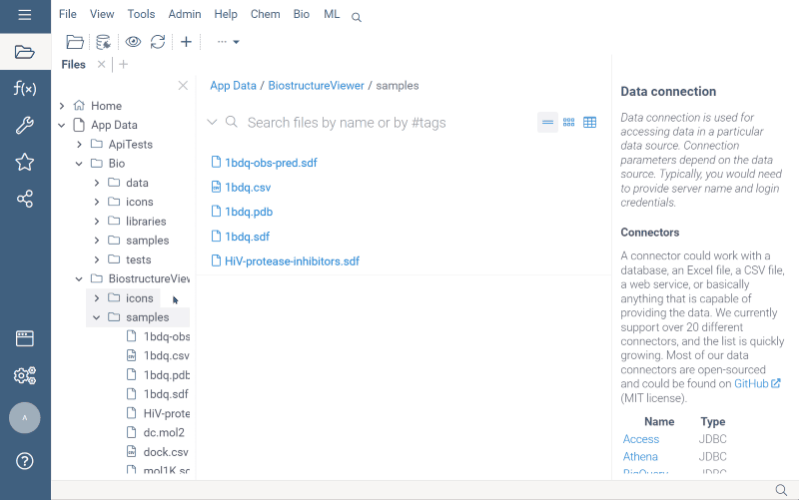 File View Tools Admin Help Chem Bio ML
Files
Home
App Data
ApiTests
Bio
data
icons
libraries
samples
tests
BiostructureView
icons
samples
1bdq-obs
1bdq.csv
1bdq.pdb
1bdq.sdf
HiV-prote
dc.mol2
dock.csv
mol1K.sc
f(x)
A
App Data / BiostructureViewer / samples
Search files by name or by #tags
1bdq-obs-pred.sdf
1bdq.csv
1bdq.pdb
1bdq.sdf
HiV-protease-inhibitors.sdf
Data connection
Data connection is used for
accessing data in a particular
data source. Connection
parameters depend on the data
source. Typically, you would need
to provide server name and login
credentials.
Connectors
A connector could work with a
database, an Excel file, a CSV file,
a web service, or basically
anything that is capable of
providing the data. We currently
support over 20 different
connectors, and the list is quickly
growing. Most of our data
connectors are open-sourced
and could be found on GitHub
(MIT license).
Name Type
Access JDBC
Athena JDBC
BigQuery JDBC